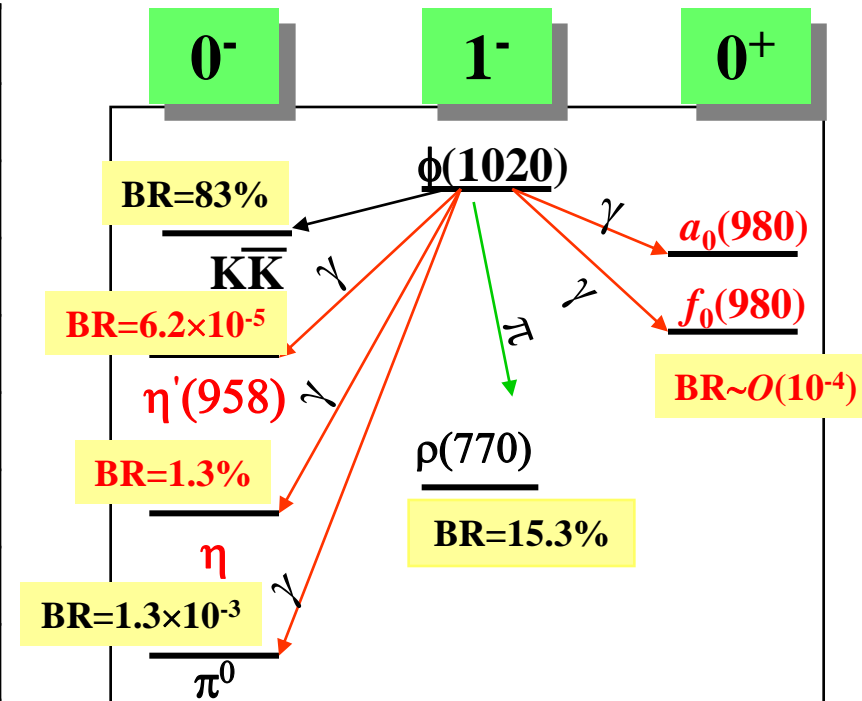 0⁻ 1⁻ 0⁺
ϕ(1020)
BR=83%
γ
a₀(980)
KK̅
γ
γ
f₀(980)
BR=6.2×10⁻⁵
π
η'(958)
γ
BR~O(10⁻⁴)
ρ(770)
BR=1.3%
BR=15.3%
η
γ
BR=1.3×10⁻³
π⁰